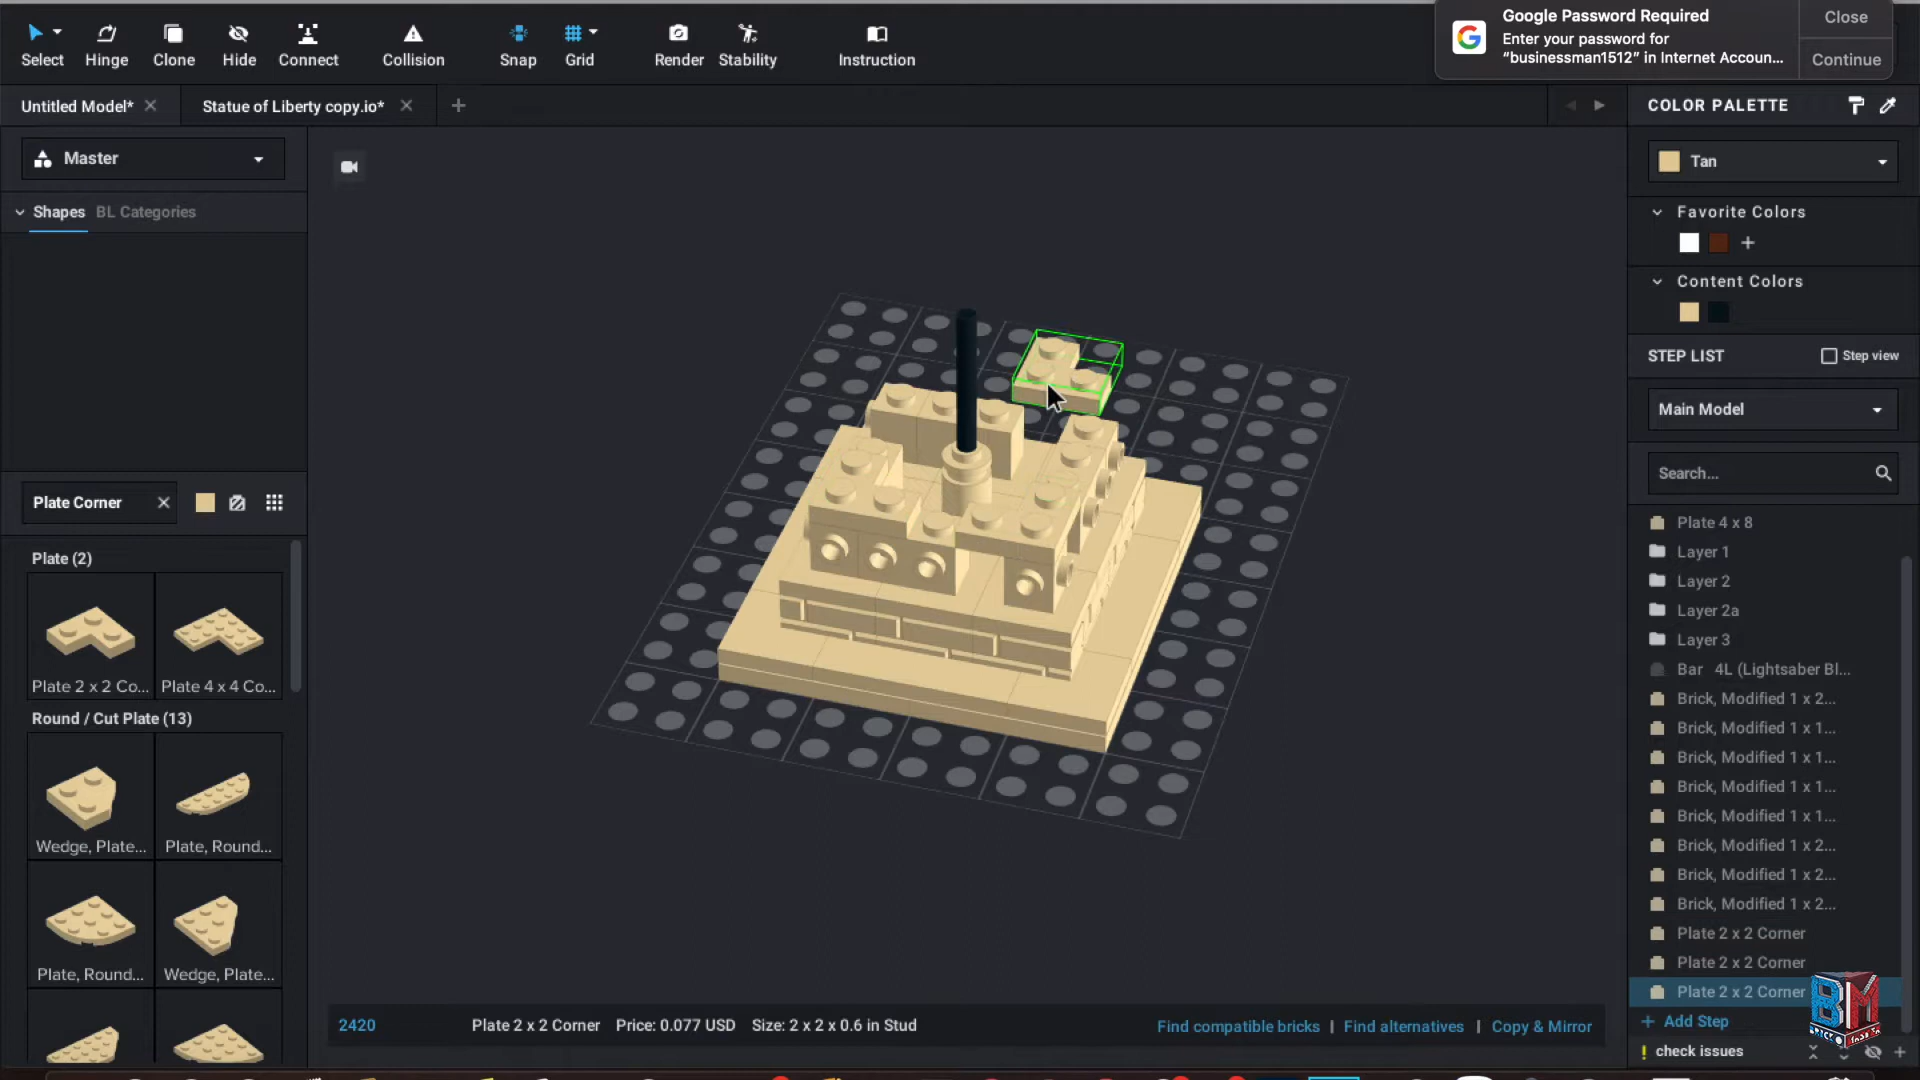 Select
Hinge
Clone
Hide
Connect
Collision
Snap
Grid
Render
Stability
Instruction
Google Password Required
Enter your password for
“businessman1512” in Internet Accoun...
Close
Continue
Untitled Model*
Statue of Liberty copy.io*
COLOR PALETTE
Master
Tan
Shapes
BL Categories
Favorite Colors
Content Colors
STEP LIST
Step view
Main Model
Search...
Plate Corner
Plate (2)
Plate 2 x 2 Co...
Plate 4 x 4 Co...
Round / Cut Plate (13)
Wedge, Plate...
Plate, Round...
Plate, Round...
Wedge, Plate...
Plate 4 x 8
Layer 1
Layer 2
Layer 2a
Layer 3
Bar 4L (Lightsaber Bl...
Brick, Modified 1 x 2...
Brick, Modified 1 x 1...
Brick, Modified 1 x 1...
Brick, Modified 1 x 1...
Brick, Modified 1 x 1...
Brick, Modified 1 x 2...
Brick, Modified 1 x 2...
Brick, Modified 1 x 2...
Plate 2 x 2 Corner
Plate 2 x 2 Corner
Plate 2 x 2 Corner
Add Step
check issues
BM
2420
Plate 2 x 2 Corner
Price: 0.077 USD
Size: 2 x 2 x 0.6 in Stud
Find compatible bricks | Find alternatives | Copy & Mirror